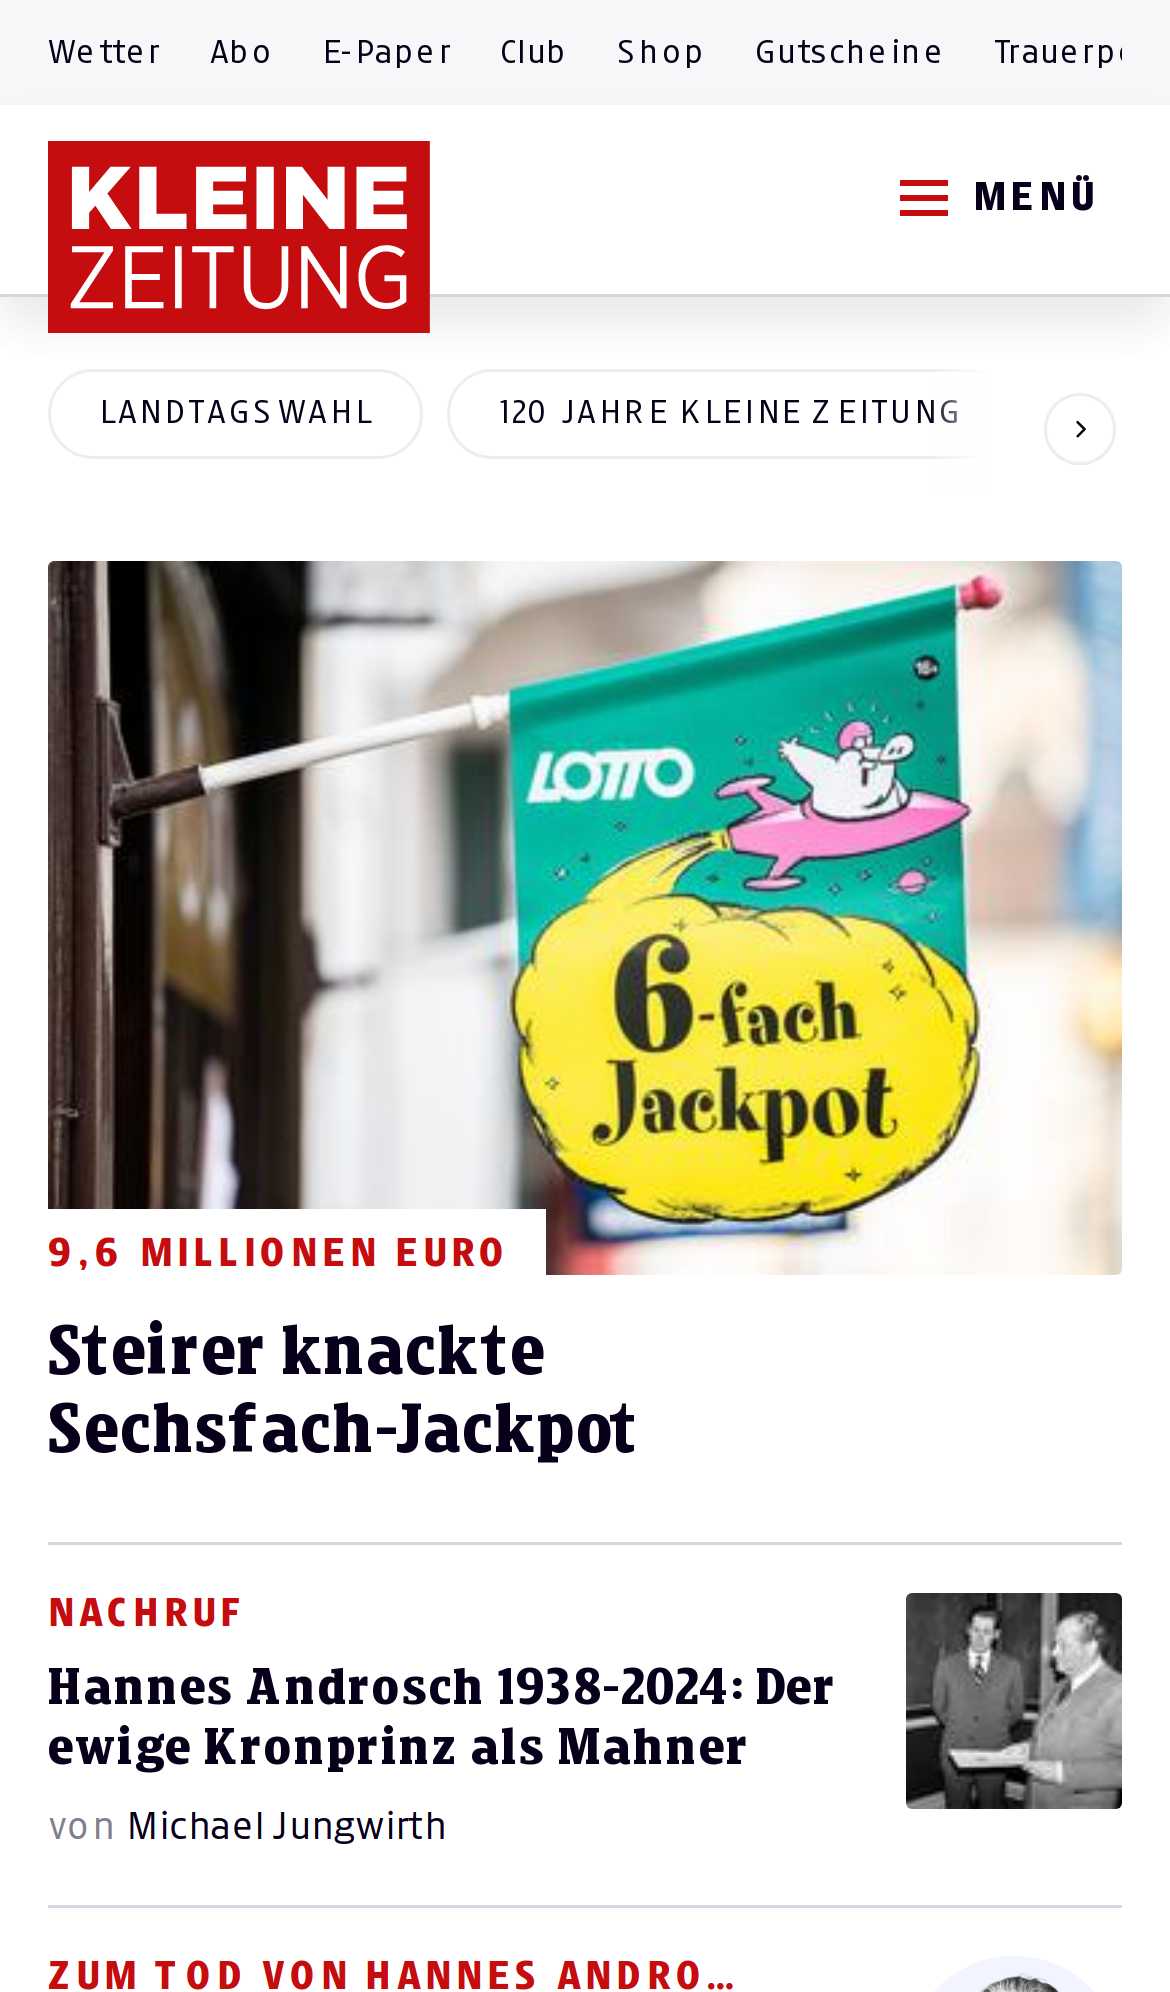 Wetter Abo E-Paper Club Shop Gutscheine
KLEINE
ZEITUNG
MENÜ
LANDTAGSWAHL 120 JAHRE KLEINE ZEITUNG
LOTTO
6-fach
Jackpot
9,6 MILLIONEN EURO
Steirer knackte
Sechsfach-Jackpot
NACHRUF
Hannes Androsch 1938-2024: Der
ewige Kronprinz als Mahner
von Michael Jungwirth
ZUM TOD VON HANNES ANDRO...